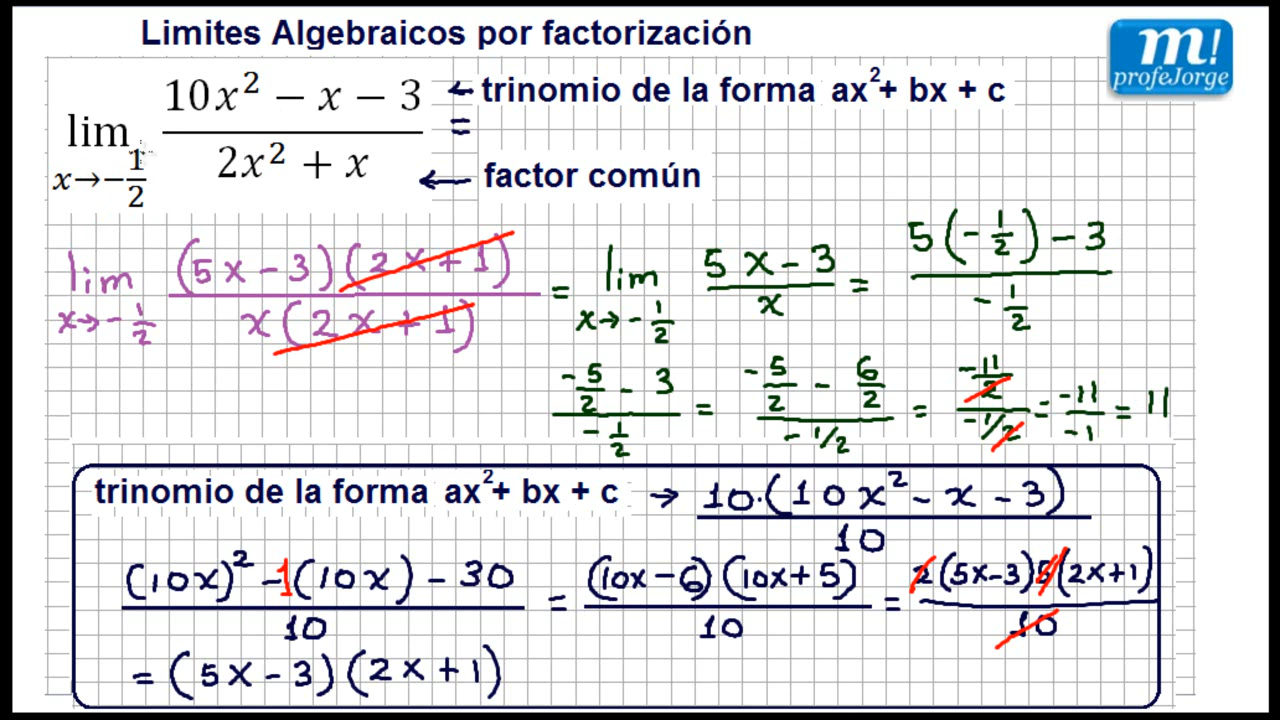 Limites Algebraicos por factorización
m! profeJorge
lim x→-1/2 (10x² − x − 3)/(2x² + x) =
← trinomio de la forma ax²+ bx + c
← factor común
lim x→-1/2 (5x-3)(2x+1)/x(2x+1) = lim x→-1/2 (5x-3)/x = (5(-1/2)-3)/(-1/2)
(-5/2 - 3)/(-1/2) = (-5/2 - 6/2)/(-1/2) = (-11/2)/(-1/2) = -11/-1 = 11
trinomio de la forma ax²+ bx + c → 10·(10x²-x-3)/10
((10x)²-1(10x)-30)/10 = (10x-6)(10x+5)/10 = 2(5x-3)5(2x+1)/10
= (5x-3)(2x+1)